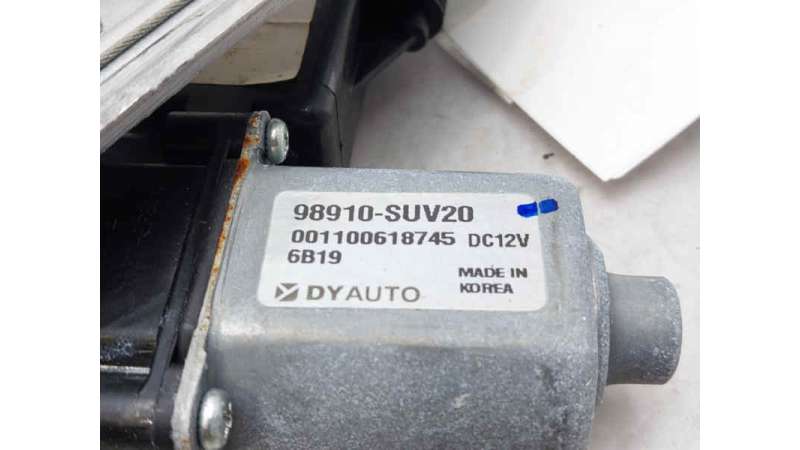 98910-SUV20
001100618745 DC12V
6B19
MADE IN
KOREA
DYAUTO